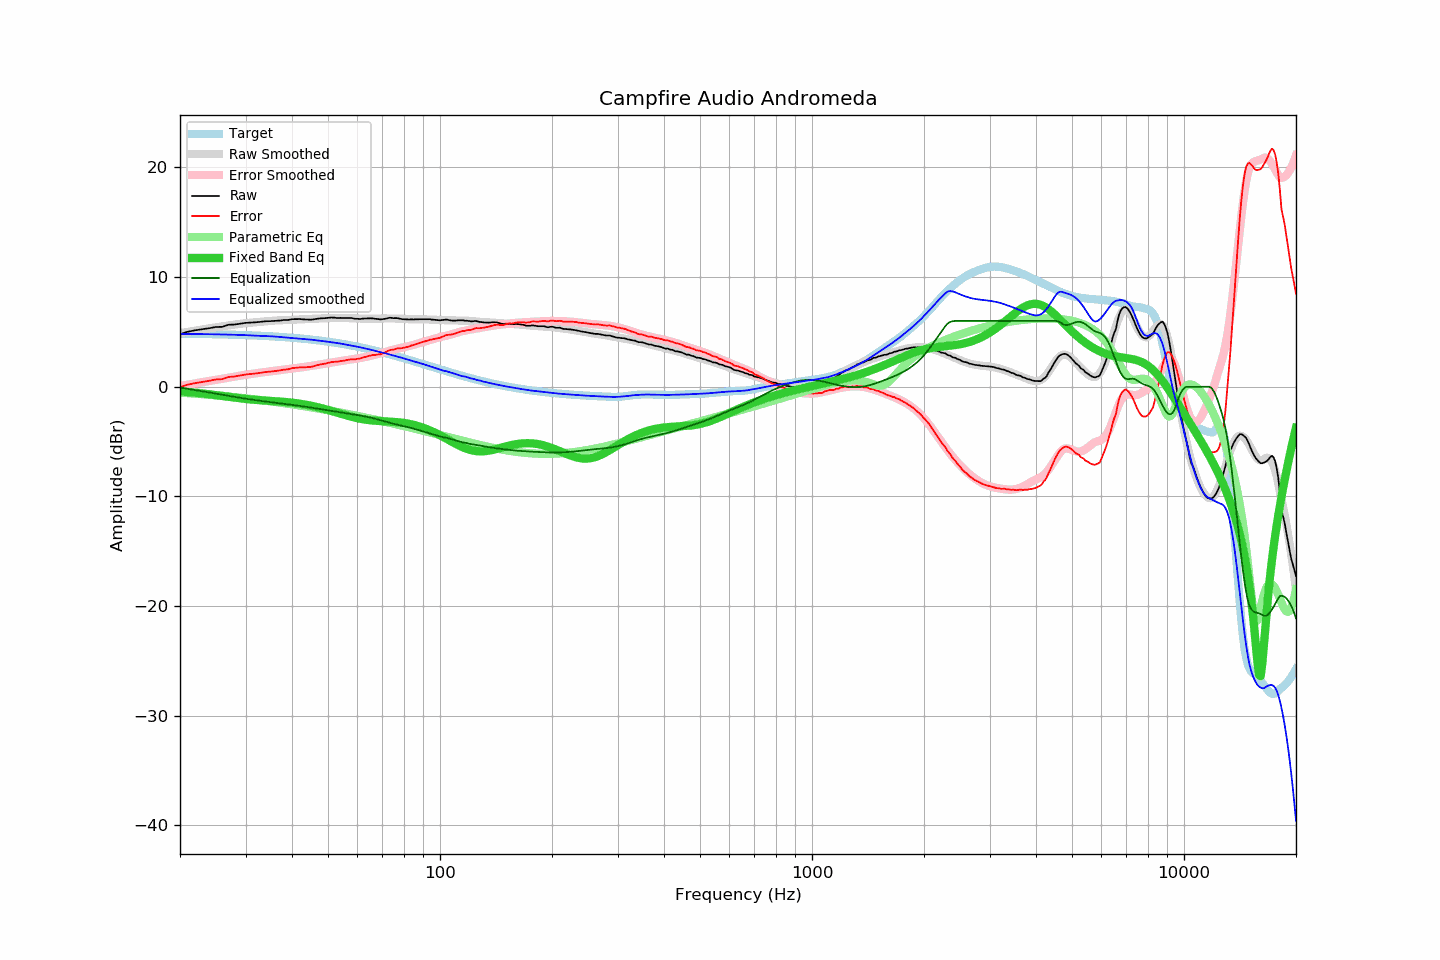 Campfire Audio Andromeda
Target
Raw Smoothed
Error Smoothed
Raw
Error
Parametric Eq
Fixed Band Eq
Equalization
Equalized smoothed
20
10
0
−10
−20
−30
−40
Amplitude (dBr)
100
1000
10000
Frequency (Hz)